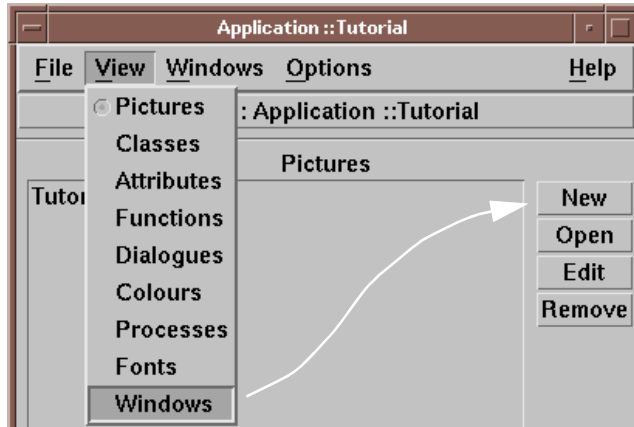 Application ::Tutorial
File View Windows Options Help
Pictures
: Application ::Tutorial
Classes
Pictures
Attributes
Functions
Dialogues
Colours
Processes
Fonts
Windows
New
Open
Edit
Remove